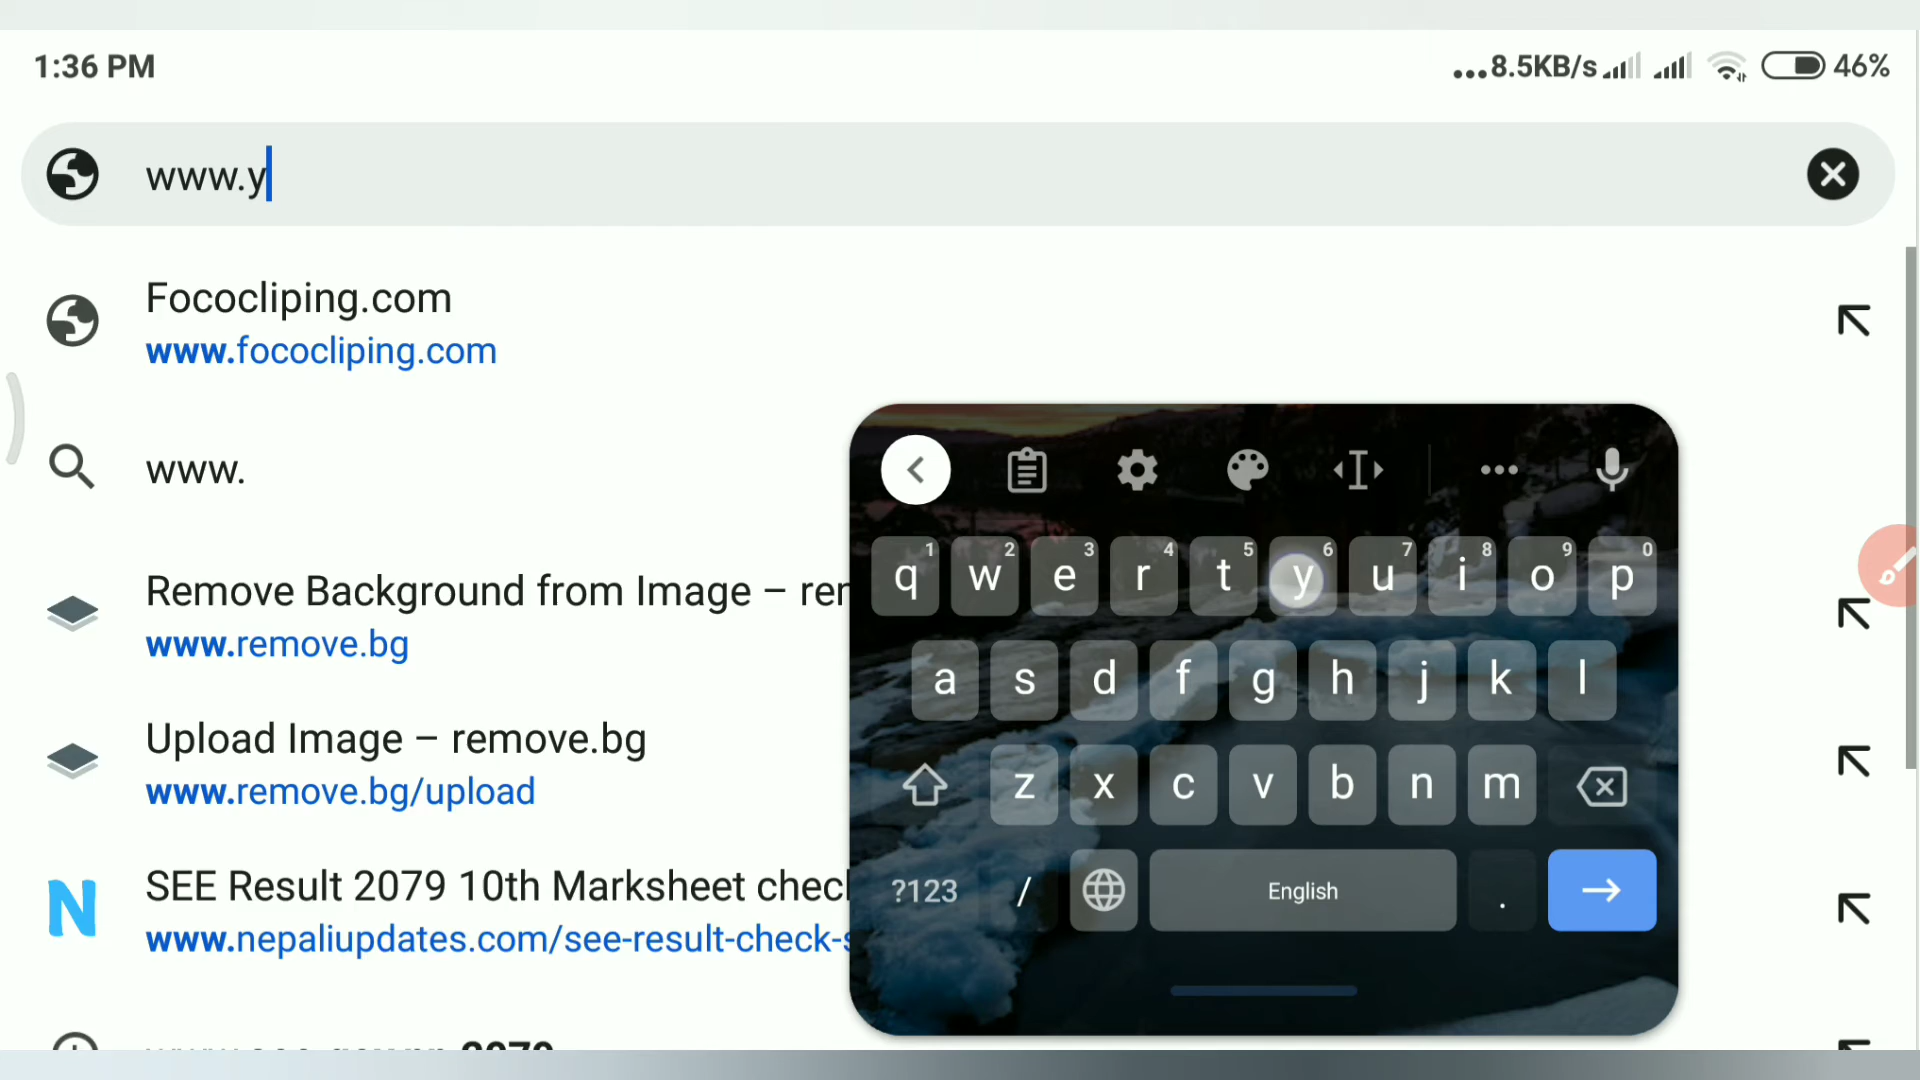 1:36 PM
...8.5KB/s 46%
www.y
Fococliping.com
www.fococliping.com
www.
Remove Background from Image – rem
www.remove.bg
Upload Image – remove.bg
www.remove.bg/upload
SEE Result 2079 10th Marksheet chec
www.nepaliupdates.com/see-result-check-s
1 2 3 4 5 6 7 8 9 0
q w e r t y u i o p
a s d f g h j k l
z x c v b n m
?123 / English .